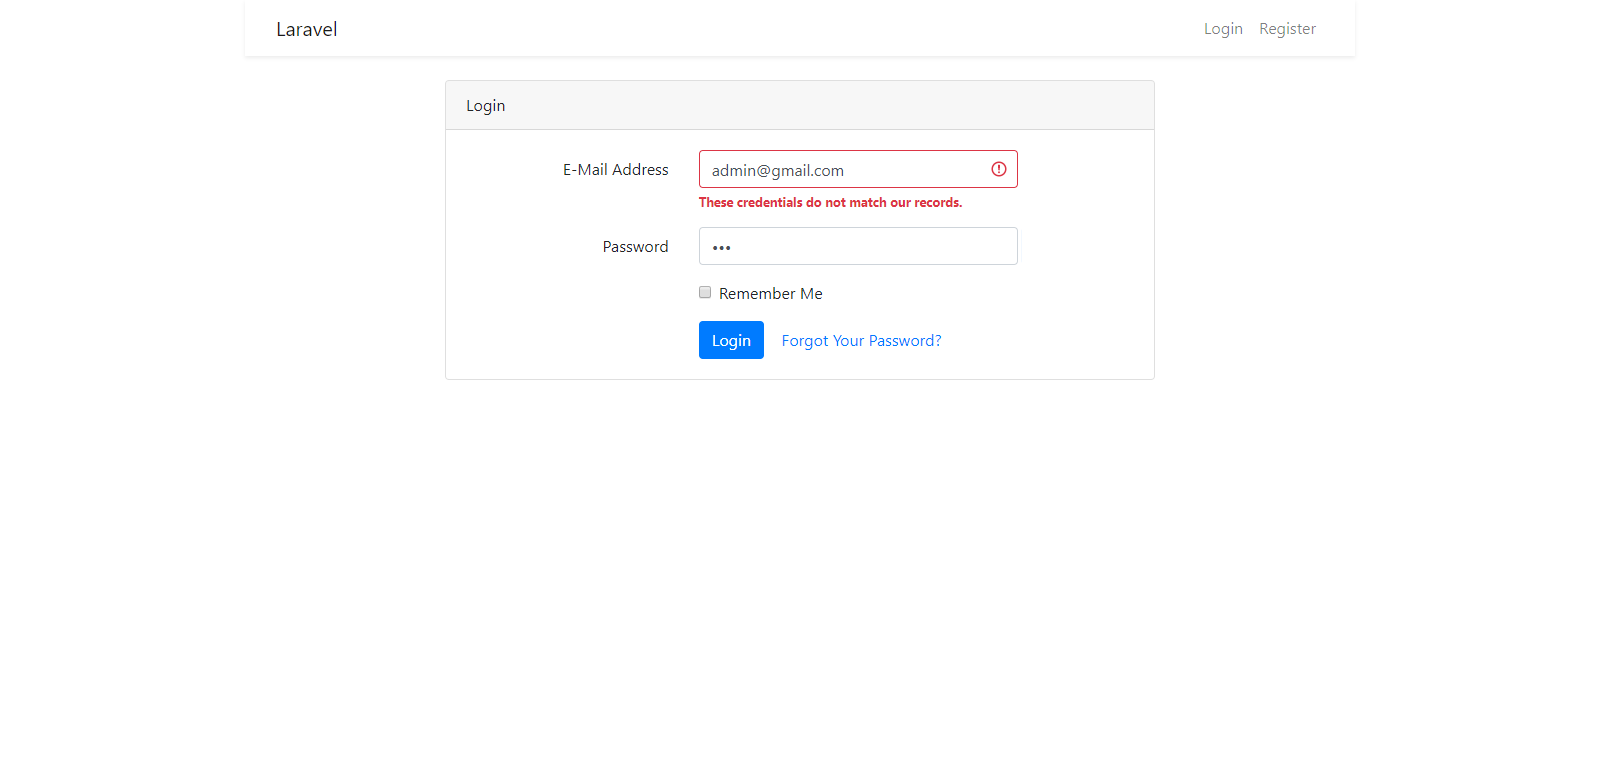 Laravel
Login Register
Login
E-Mail Address admin@gmail.com
These credentials do not match our records.
Password •••
Remember Me
Login Forgot Your Password?